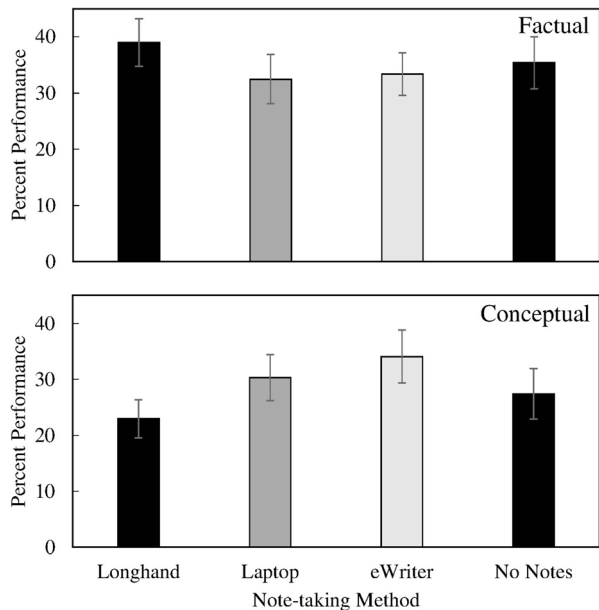 Factual
Percent Performance
40
30
20
10
0
Conceptual
Percent Performance
40
30
20
10
0
Longhand Laptop eWriter No Notes
Note-taking Method